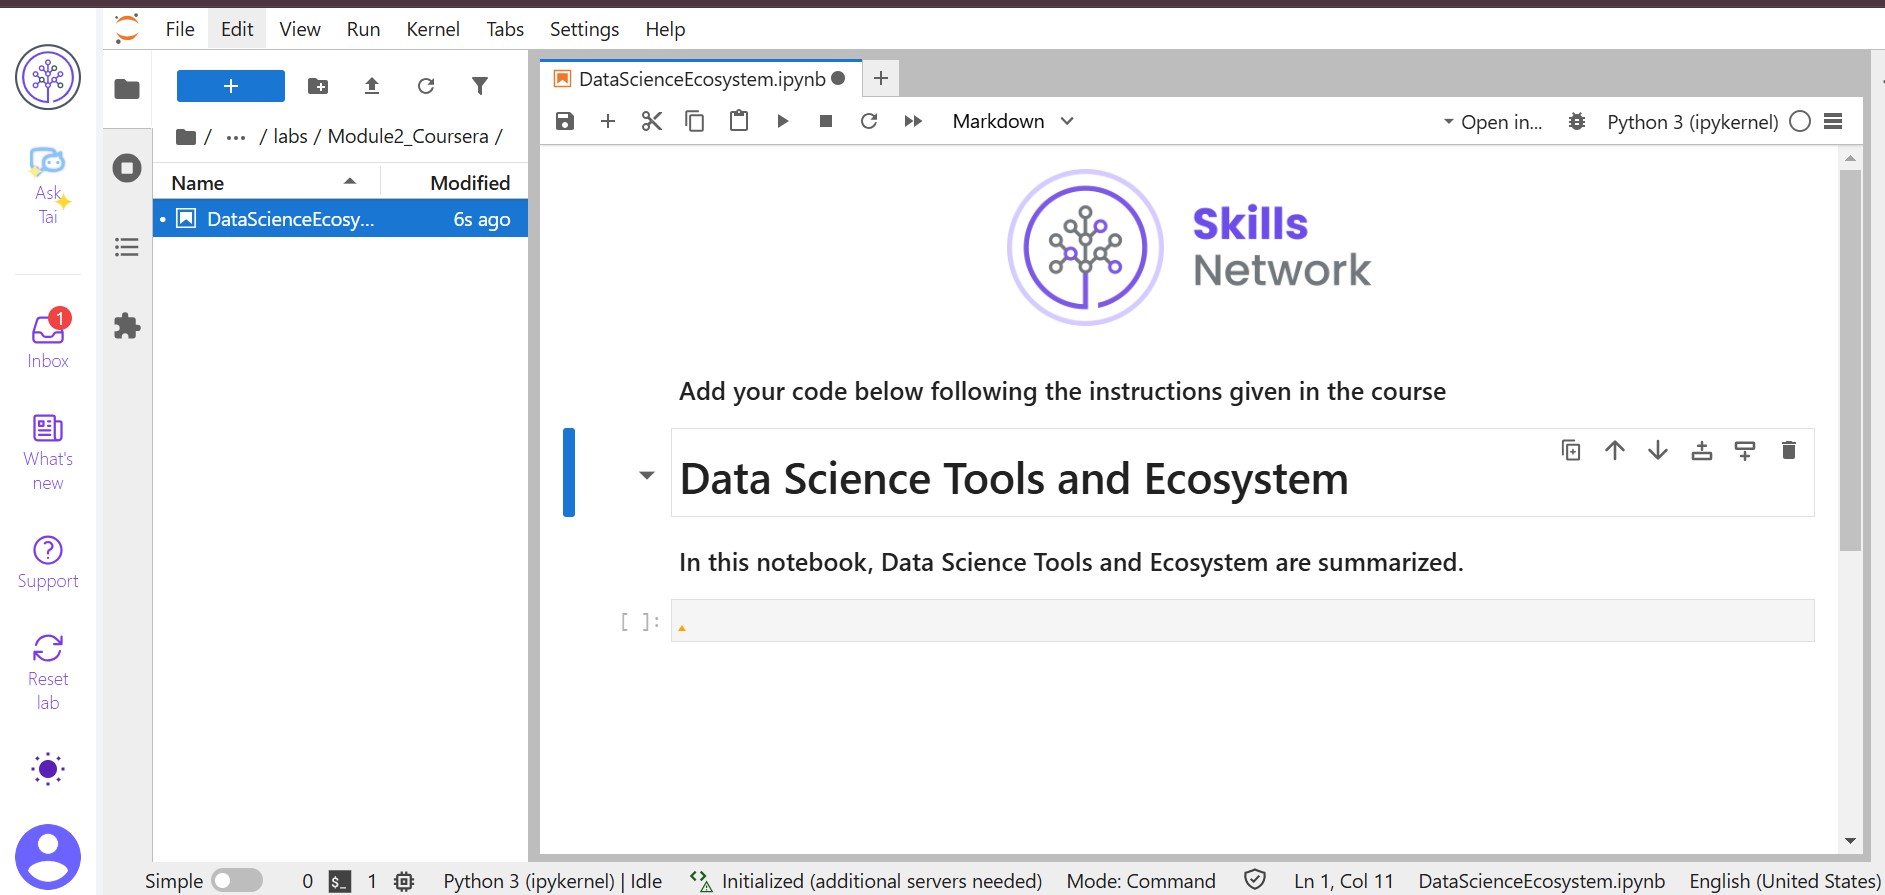 File Edit View Run Kernel Tabs Settings Help
DataScienceEcosystem.ipynb
/ ... / labs / Module2_Coursera /
Markdown
Open in...
Python 3 (ipykernel)
Name Modified
DataScienceEcosy... 6s ago
Ask
Tai
1
Inbox
What's
new
Support
Reset
lab
Skills
Network
Add your code below following the instructions given in the course
Data Science Tools and Ecosystem
In this notebook, Data Science Tools and Ecosystem are summarized.
[ ]:
Simple 0 $_ 1 Python 3 (ipykernel) | Idle Initialized (additional servers needed) Mode: Command Ln 1, Col 11 DataScienceEcosystem.ipynb English (United States)